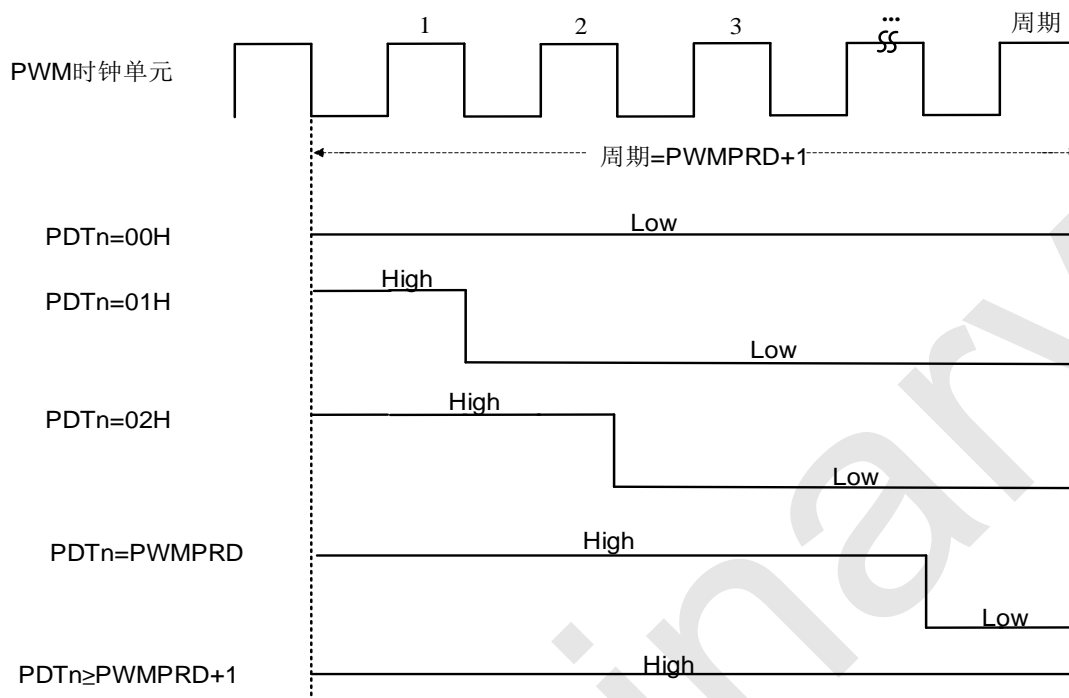 1 2 3 ... 周期
PWM时钟单元
周期=PWMPRD+1
PDTn=00H Low
PDTn=01H High Low
PDTn=02H High Low
PDTn=PWMPRD High Low
PDTn≥PWMPRD+1 High